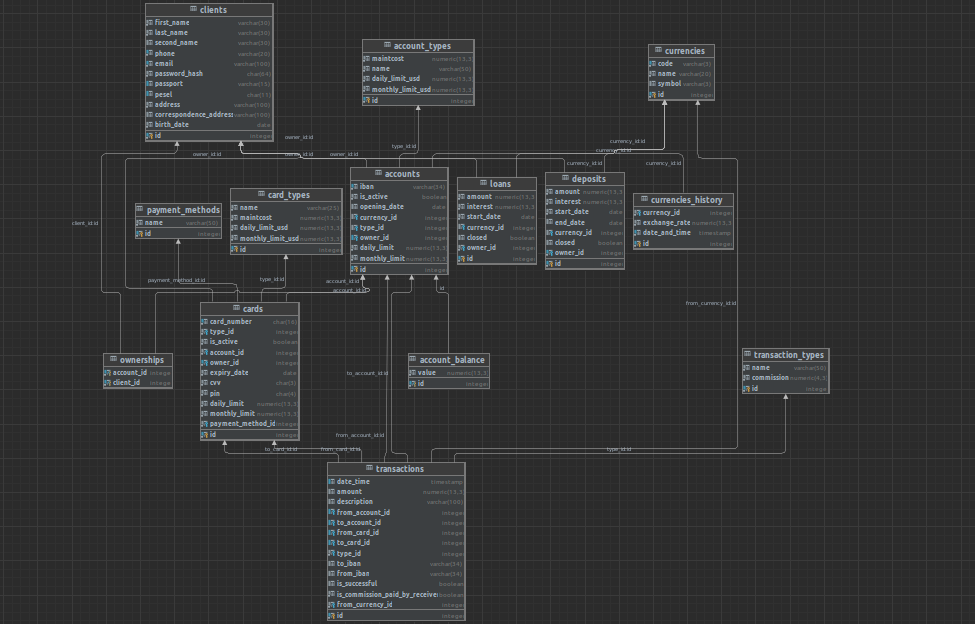 clients
first_name varchar(30)
last_name varchar(30)
second_name varchar(30)
phone varchar(20)
email varchar(100)
password_hash char(64)
passport
pesel char(11)
address varchar(100)
correspondence_address varchar(100)
birth_date date
id integer
account_types
maintcost numeric(13,3)
name varchar(50)
daily_limit_usd numeric(13,3)
monthly_limit_usd numeric(13,3)
id integer
currencies
code varchar(3)
name varchar(20)
symbol varchar(3)
id integer
owner_id:id
type_id:id
currency_id:id
owner_id:id
owner_id:id
owner_id:id
currency_id:id
currency_id:id
currency_id:id
accounts
iban varchar(34)
is_active boolean
opening_date date
currency_id integer
type_id integer
owner_id integer
daily_limit numeric(13,3
monthly_limit numeric(13,3
id integer
loans
amount numeric(13,3
interest numeric(13,3
start_date date
currency_id integer
closed boolean
owner_id integer
id integer
deposits
amount numeric(13,3
interest numeric(13,3
start_date date
end_date date
currency_id integer
closed boolean
owner_id integer
id integer
currencies_history
currency_id integer
exchange_rate numeric(13,3
date_and_time timestamp
id integer
card_types
name varchar(25)
maintcost numeric(13,3
daily_limit_usd numeric(13,3
monthly_limit_usd numeric(13,3
id integer
payment_methods
name varchar(50)
id integer
client_id:id
payment_method_id:id
type_id:id
account_id:id
account_id:id
id
from_currency_id:id
cards
card_number char(16)
type_id integer
is_active boolean
account_id integer
owner_id integer
expiry_date date
cvv char(3)
pin char(4)
daily_limit numeric(13,3
monthly_limit numeric(13,3
payment_method_id integer
id integer
ownerships
account_id integer
client_id integer
to_account_id:id
account_balance
value numeric(13,3
id integer
transaction_types
name varchar(50)
commission numeric(4,3
id integer
from_account_id:id
to_card_id:id
from_card_id:id
type_id:id
transactions
date_time timestamp
amount numeric(13,3
description varchar(100)
from_account_id integer
to_account_id integer
from_card_id integer
to_card_id integer
type_id integer
to_iban varchar(34)
from_iban varchar(34)
is_successful boolean
is_commission_paid_by_receiver boolean
from_currency_id integer
id integer